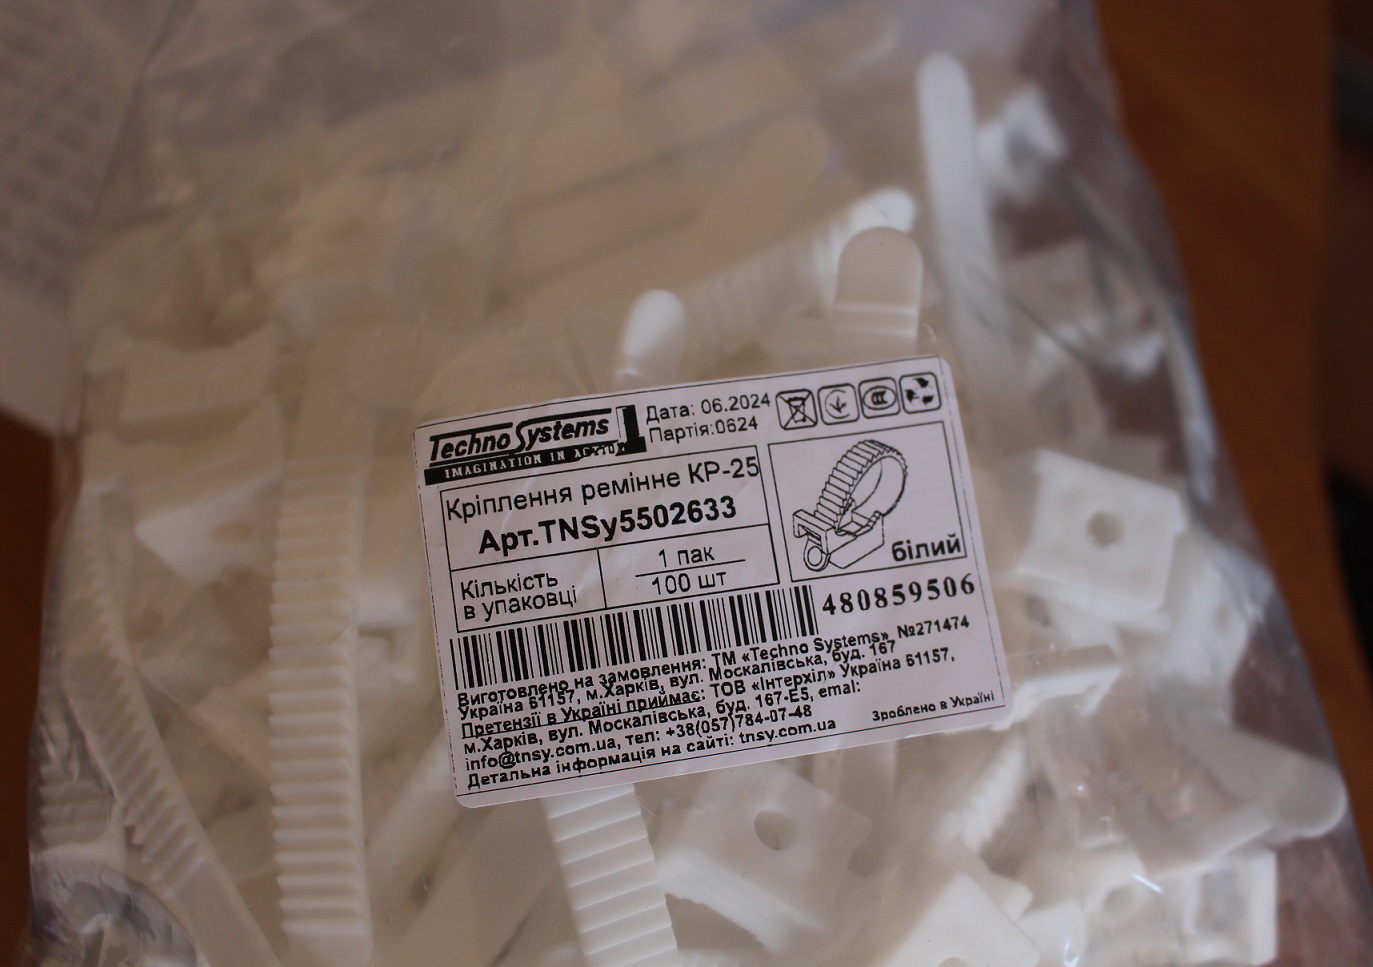 Techno Systems
IMAGINATION IN ACTION
Дата: 06.2024
Партія:0624
Кріплення ремінне КР-25
Арт.TNSy5502633
Кількість
в упаковці
1 пак
100 шт
білий
480859506
Виготовлено на замовлення: ТМ «Techno Systems», №271474
Україна 61157, м.Харків, вул. Москалівська, буд. 167
Претензії в Україні приймає: ТОВ «Інтерхіл» Україна 61157,
м.Харків, вул. Москалівська, буд. 167-Е5, emal:
info@tnsy.com.ua, тел: +38(057)784-07-48
Детальна інформація на сайті: tnsy.com.ua
Зроблено в Україні